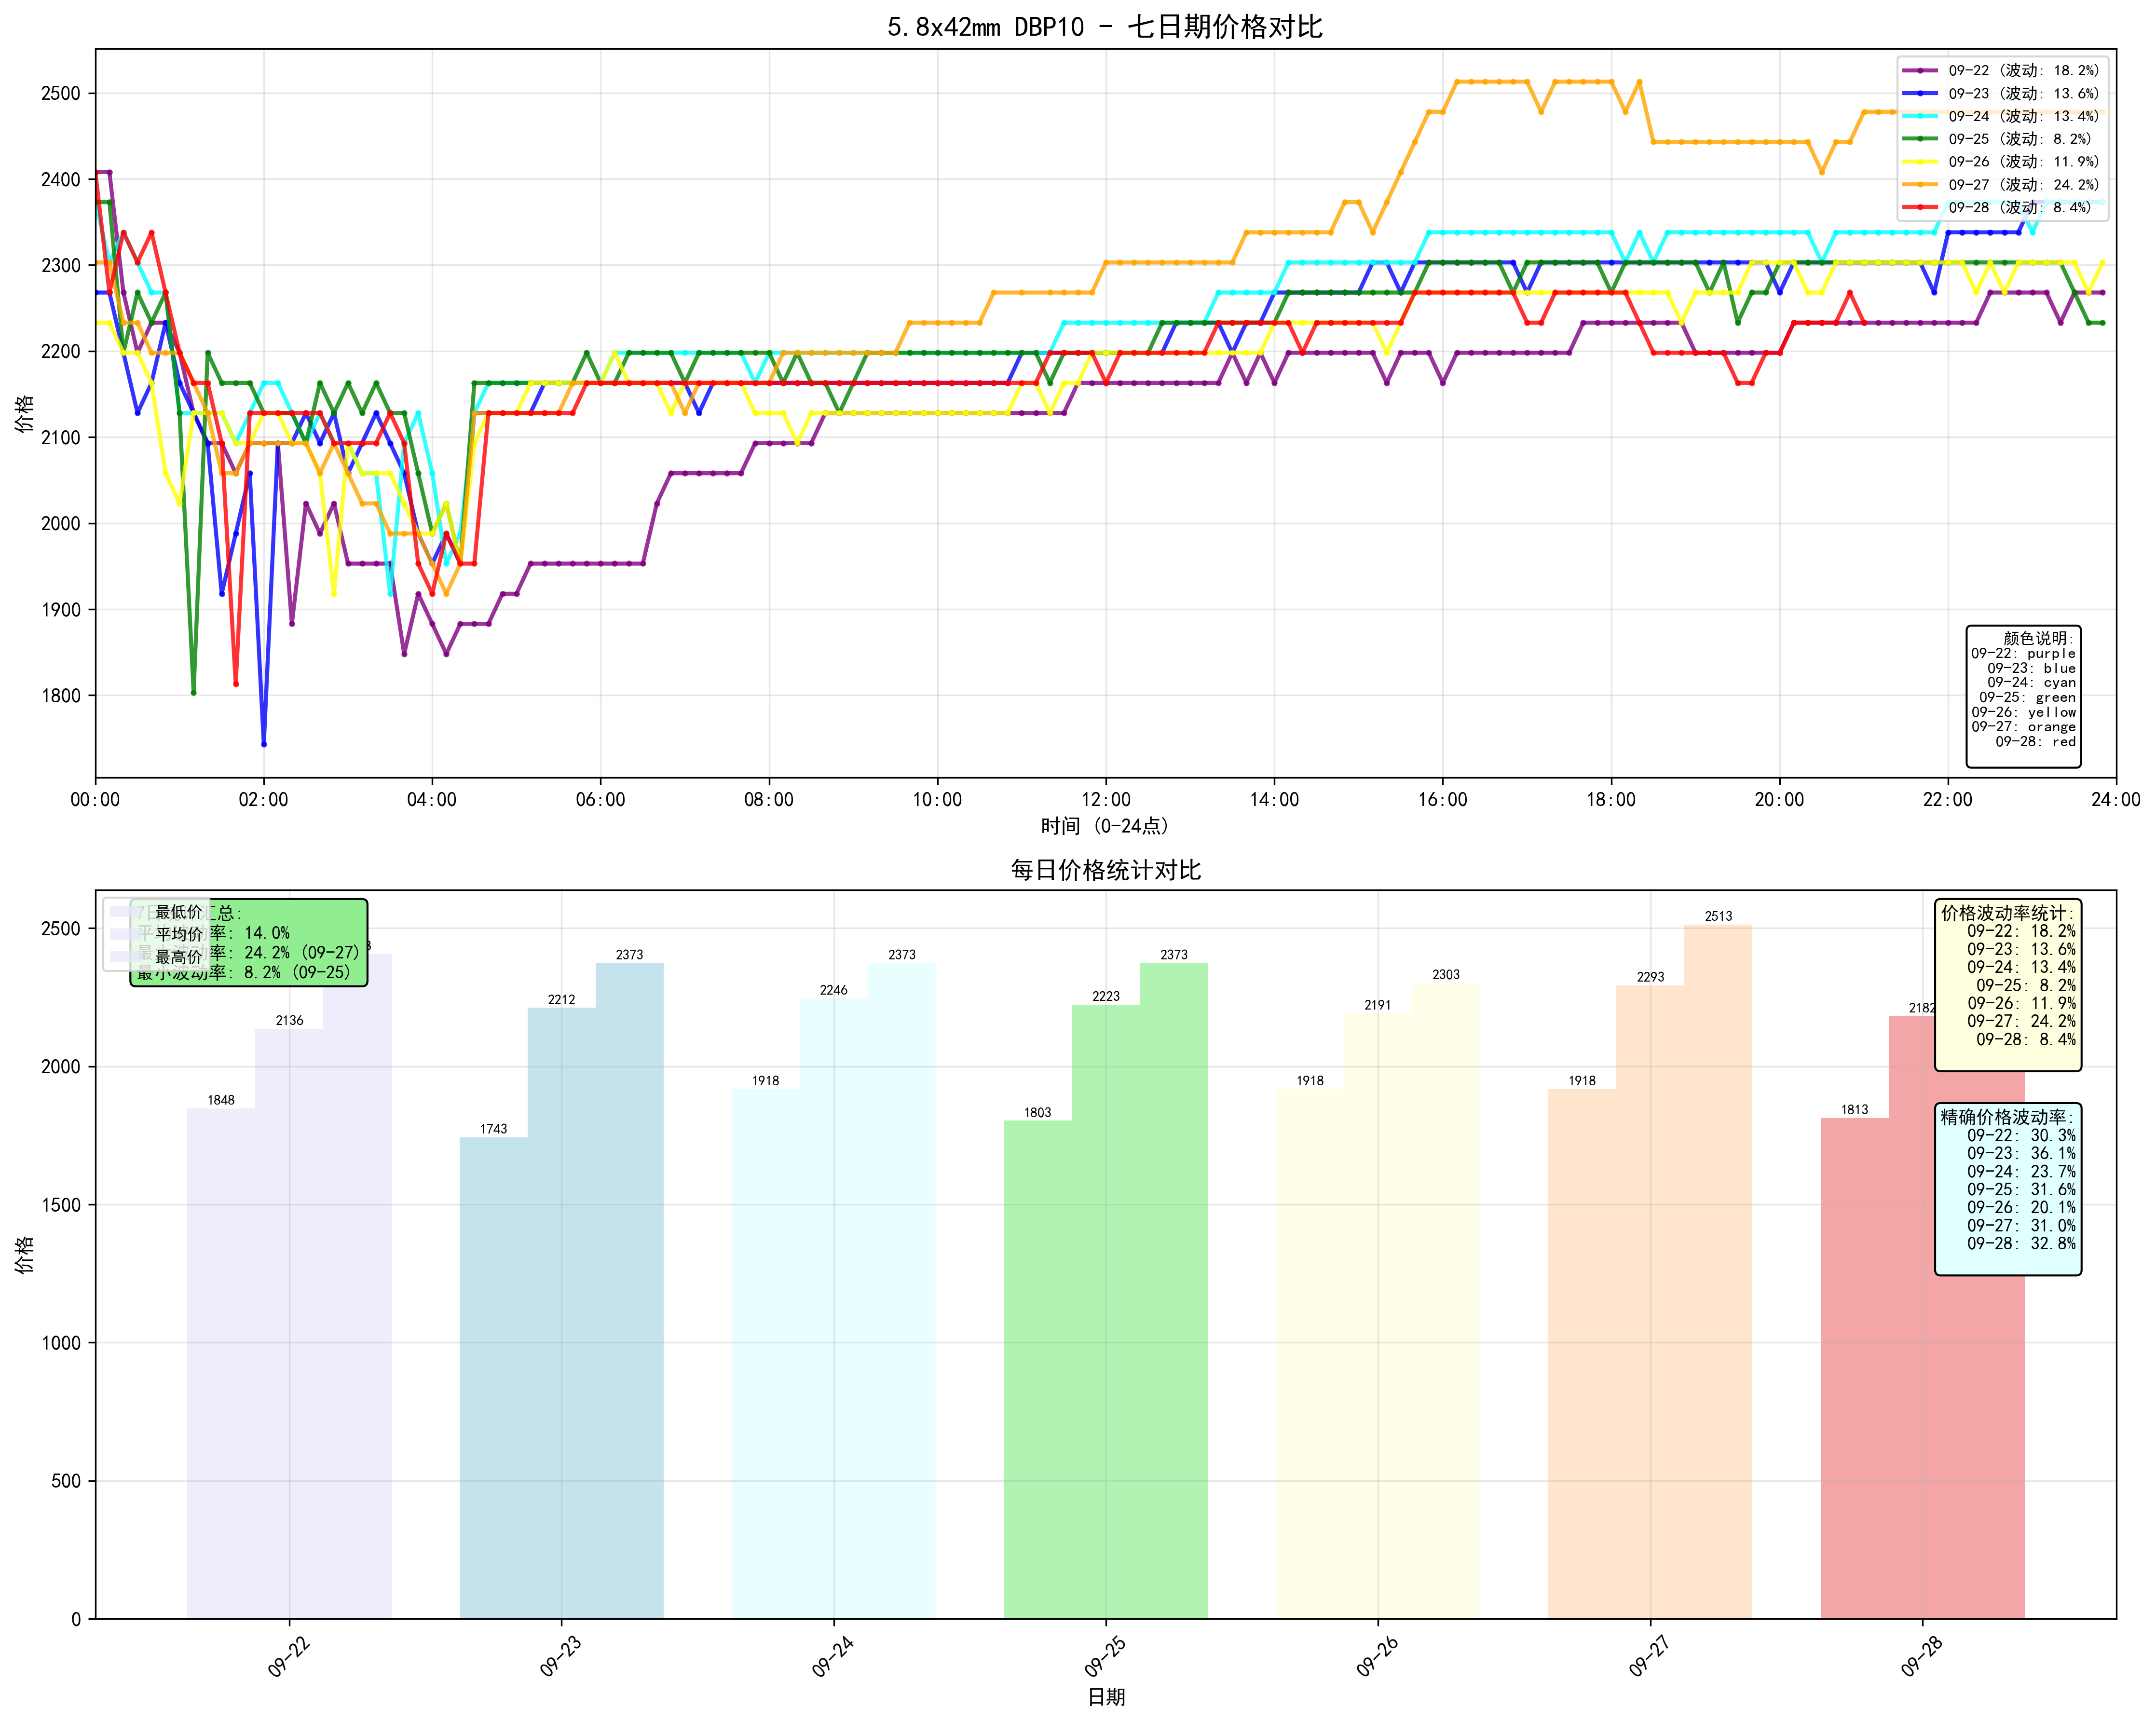 5.8x42mm DBP10 - 七日期价格对比
价格
2500
2400
2300
2200
2100
2000
1900
1800
09-22 (波动: 18.2%)
09-23 (波动: 13.6%)
09-24 (波动: 13.4%)
09-25 (波动: 8.2%)
09-26 (波动: 11.9%)
09-27 (波动: 24.2%)
09-28 (波动: 8.4%)
颜色说明:
09-22: purple
09-23: blue
09-24: cyan
09-25: green
09-26: yellow
09-27: orange
09-28: red
00:00 02:00 04:00 06:00 08:00 10:00 12:00 14:00 16:00 18:00 20:00 22:00 24:00
时间 (0-24点)
每日价格统计对比
价格
2500
2000
1500
1000
500
0
最低价
平均价
最高价
汇总:
率: 14.0%
率: 24.2% (09-27)
最小波动率: 8.2% (09-25)
1848
2136
1743
2212
2373
1918
2246
2373
1803
2223
2373
1918
2191
2303
1918
2293
2513
1813
2182
价格波动率统计:
09-22: 18.2%
09-23: 13.6%
09-24: 13.4%
09-25: 8.2%
09-26: 11.9%
09-27: 24.2%
09-28: 8.4%
精确价格波动率:
09-22: 30.3%
09-23: 36.1%
09-24: 23.7%
09-25: 31.6%
09-26: 20.1%
09-27: 31.0%
09-28: 32.8%
09-22 09-23 09-24 09-25 09-26 09-27 09-28
日期